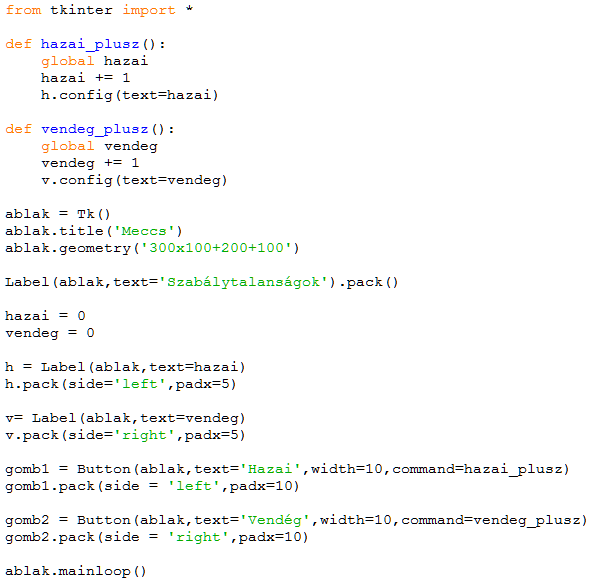 from tkinter import *
def hazai_plusz():
    global hazai
    hazai += 1
    h.config(text=hazai)
def vendeg_plusz():
    global vendeg
    vendeg += 1
    v.config(text=vendeg)
ablak = Tk()
ablak.title('Meccs')
ablak.geometry('300x100+200+100')
Label(ablak,text='Szabálytalanságok').pack()
hazai = 0
vendeg = 0
h = Label(ablak,text=hazai)
h.pack(side='left',padx=5)
v= Label(ablak,text=vendeg)
v.pack(side='right',padx=5)
gomb1 = Button(ablak,text='Hazai',width=10,command=hazai_plusz)
gomb1.pack(side = 'left',padx=10)
gomb2 = Button(ablak,text='Vendég',width=10,command=vendeg_plusz)
gomb2.pack(side = 'right',padx=10)
ablak.mainloop()